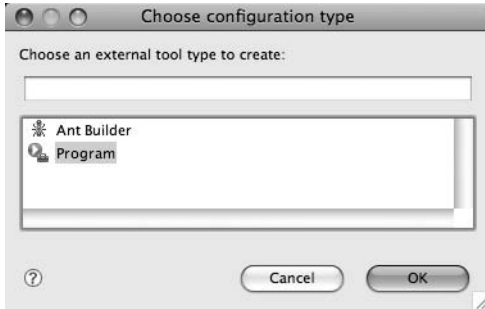 Choose configuration type
Choose an external tool type to create:
Ant Builder
Program
?
Cancel
OK